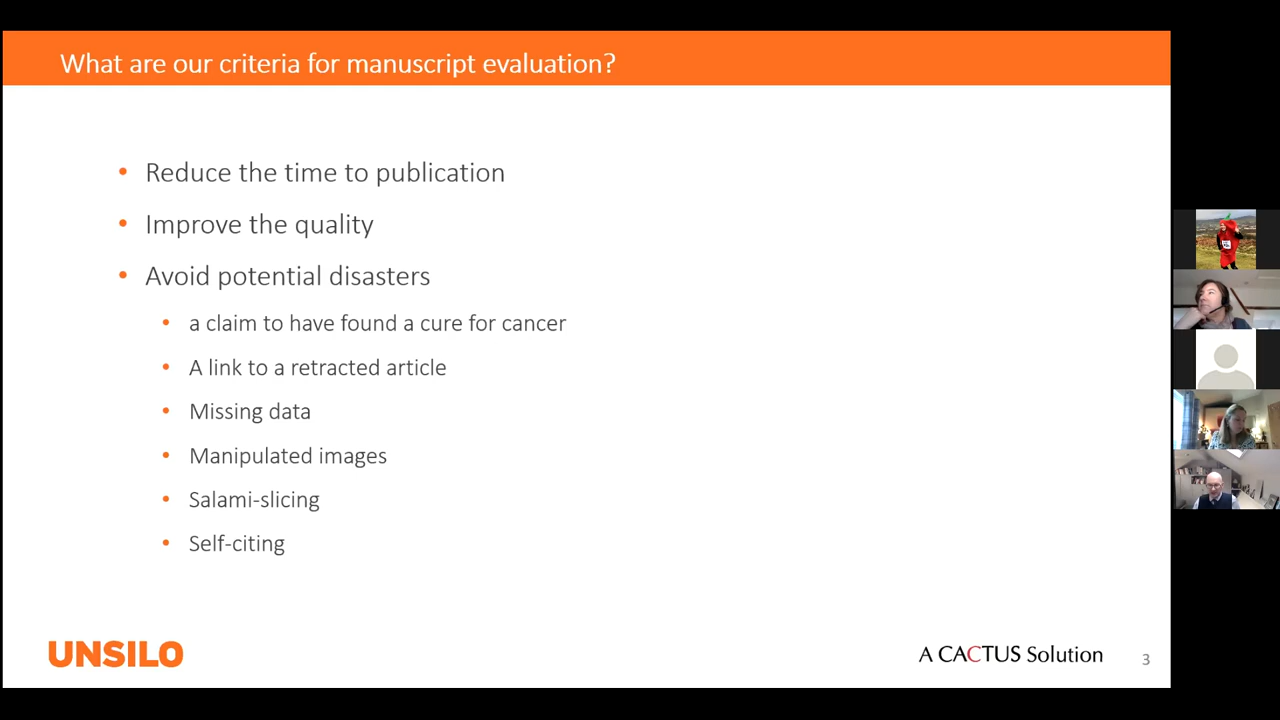 What are our criteria for manuscript evaluation?
Reduce the time to publication
Improve the quality
Avoid potential disasters
a claim to have found a cure for cancer
A link to a retracted article
Missing data
Manipulated images
Salami-slicing
Self-citing
UNSILO
A CACTUS Solution
3